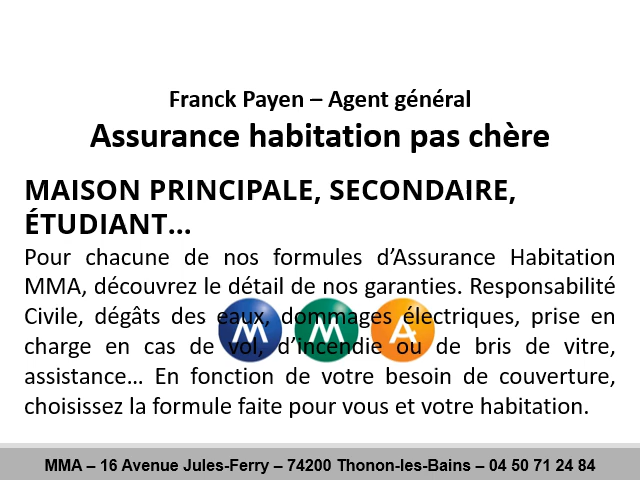 Franck Payen – Agent général
Assurance habitation pas chère
MAISON PRINCIPALE, SECONDAIRE,
ÉTUDIANT…
Pour chacune de nos formules d’Assurance Habitation
MMA, découvrez le détail de nos garanties. Responsabilité
Civile, dégâts des eaux, dommages électriques, prise en
charge en cas de vol, d’incendie ou de bris de vitre,
assistance… En fonction de votre besoin de couverture,
choisissez la formule faite pour vous et votre habitation.
M M A
MMA – 16 Avenue Jules-Ferry – 74200 Thonon-les-Bains – 04 50 71 24 84